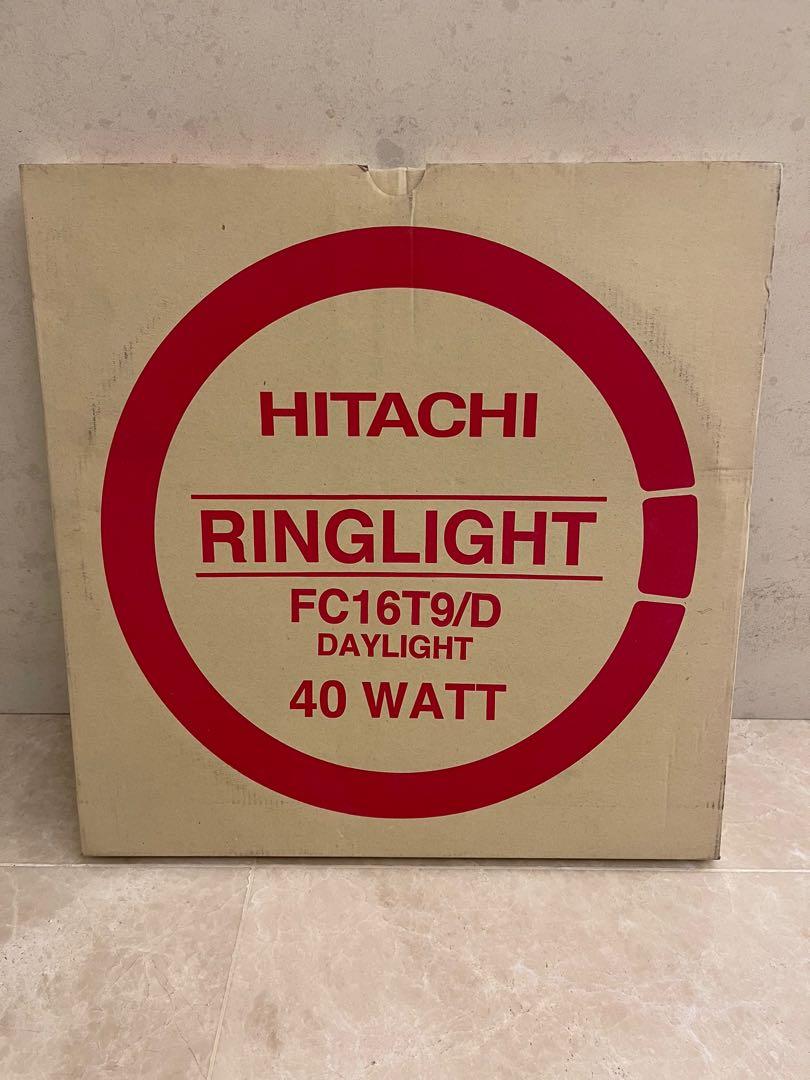 HITACHI
RINGLIGHT
FC16T9/D
DAYLIGHT
40 WATT